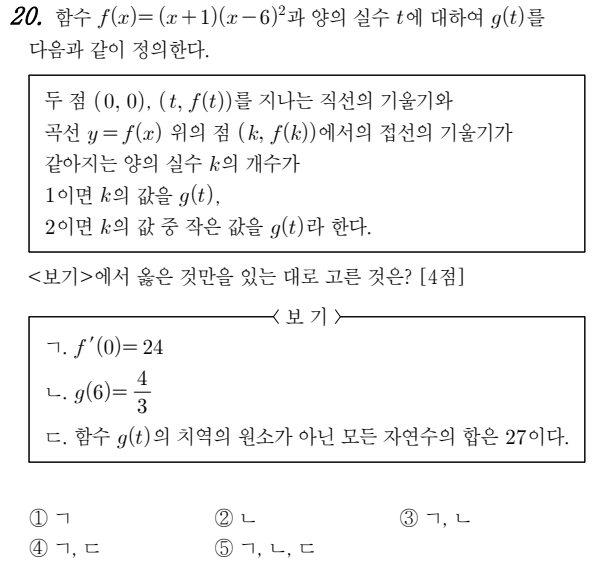 20. 함수 f(x)=(x+1)(x-6)²과 양의 실수 t에 대하여 g(t)를
다음과 같이 정의한다.
두 점 (0, 0), (t, f(t))를 지나는 직선의 기울기와
곡선 y=f(x) 위의 점 (k, f(k))에서의 접선의 기울기가
같아지는 양의 실수 k의 개수가
1이면 k의 값을 g(t),
2이면 k의 값 중 작은 값을 g(t)라 한다.
<보기>에서 옳은 것만을 있는 대로 고른 것은? [4점]
<보 기>
ㄱ. f′(0)=24
ㄴ. g(6)=4/3
ㄷ. 함수 g(t)의 치역의 원소가 아닌 모든 자연수의 합은 27이다.
① ㄱ ② ㄴ ③ ㄱ, ㄴ
④ ㄱ, ㄷ ⑤ ㄱ, ㄴ, ㄷ